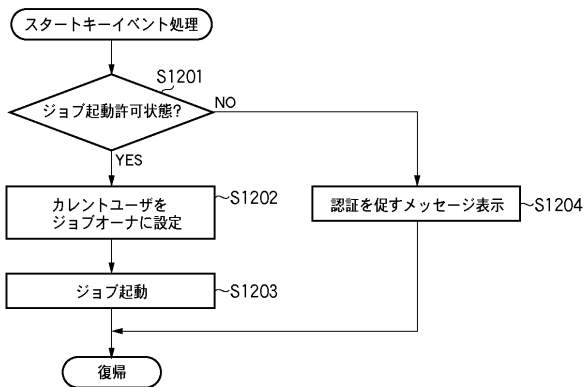 スタートキーイベント処理
S1201
ジョブ起動許可状態?
NO
YES
カレントユーザを
ジョブオーナに設定
S1202
認証を促すメッセージ表示
S1204
ジョブ起動
S1203
復帰